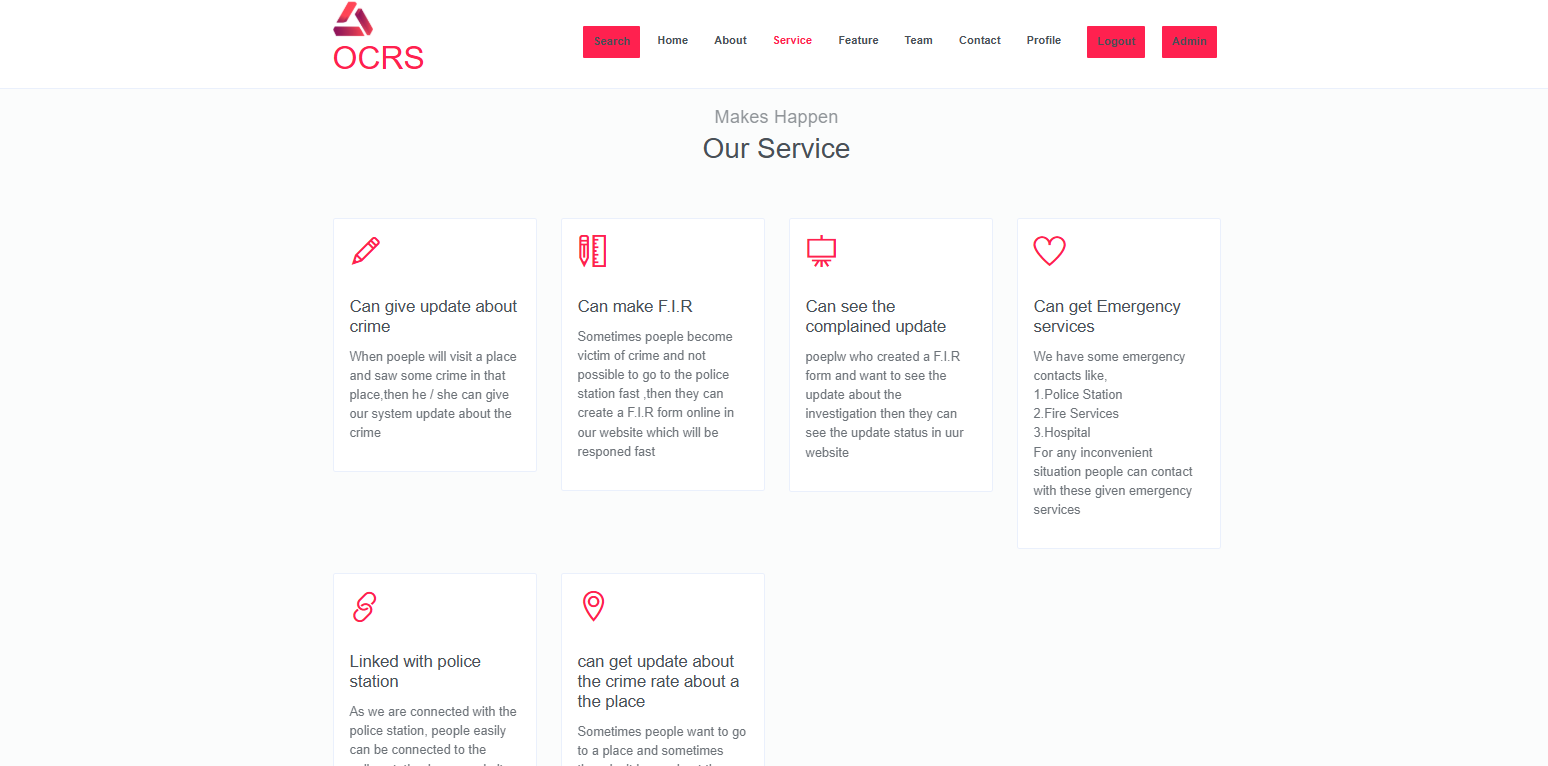 OCRS
Search Home About Service Feature Team Contact Profile Logout Admin
Makes Happen
Our Service
Can give update about
crime
When poeple will visit a place
and saw some crime in that
place,then he / she can give
our system update about the
crime
Can make F.I.R
Sometimes poeple become
victim of crime and not
possible to go to the police
station fast ,then they can
create a F.I.R form online in
our website which will be
responed fast
Can see the
complained update
poeplw who created a F.I.R
form and want to see the
update about the
investigation then they can
see the update status in uur
website
Can get Emergency
services
We have some emergency
contacts like,
1.Police Station
2.Fire Services
3.Hospital
For any inconvenient
situation people can contact
with these given emergency
services
Linked with police
station
As we are connected with the
police station, people easily
can be connected to the
can get update about
the crime rate about a
the place
Sometimes people want to go
to a place and sometimes